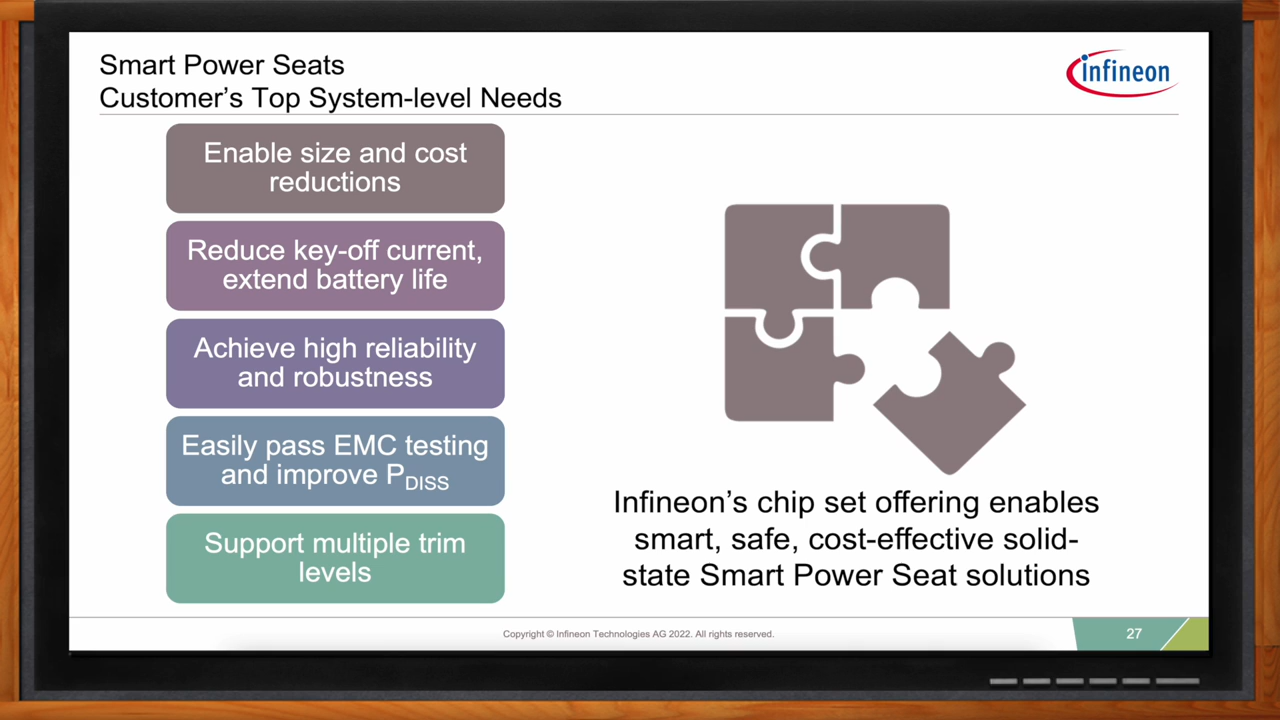 Smart Power Seats
Customer’s Top System-level Needs
infineon
Enable size and cost
reductions
Reduce key-off current,
extend battery life
Achieve high reliability
and robustness
Easily pass EMC testing
and improve PDISS
Support multiple trim
levels
Infineon’s chip set offering enables
smart, safe, cost-effective solid-
state Smart Power Seat solutions
Copyright © Infineon Technologies AG 2022. All rights reserved.
27